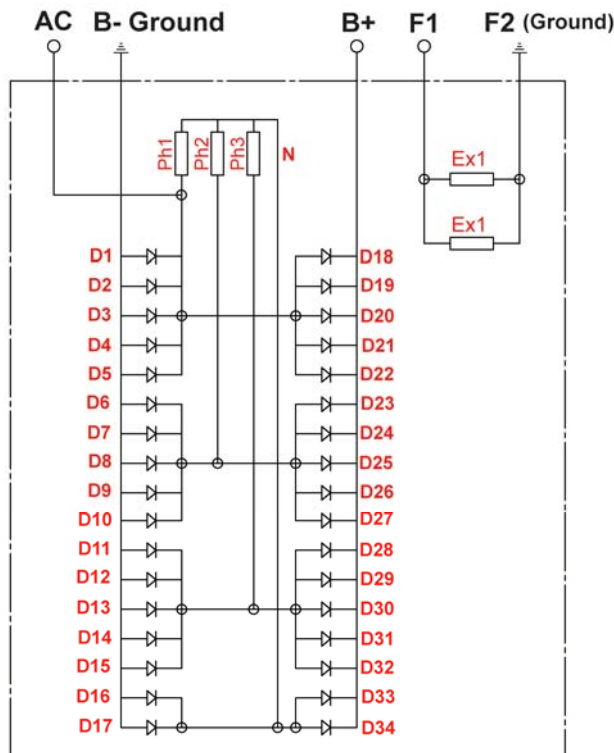 AC B- Ground B+ F1 F2 (Ground)
Ph1 Ph2 Ph3 N
Ex1
Ex1
D1 D18
D2 D19
D3 D20
D4 D21
D5 D22
D6 D23
D7 D24
D8 D25
D9 D26
D10 D27
D11 D28
D12 D29
D13 D30
D14 D31
D15 D32
D16 D33
D17 D34